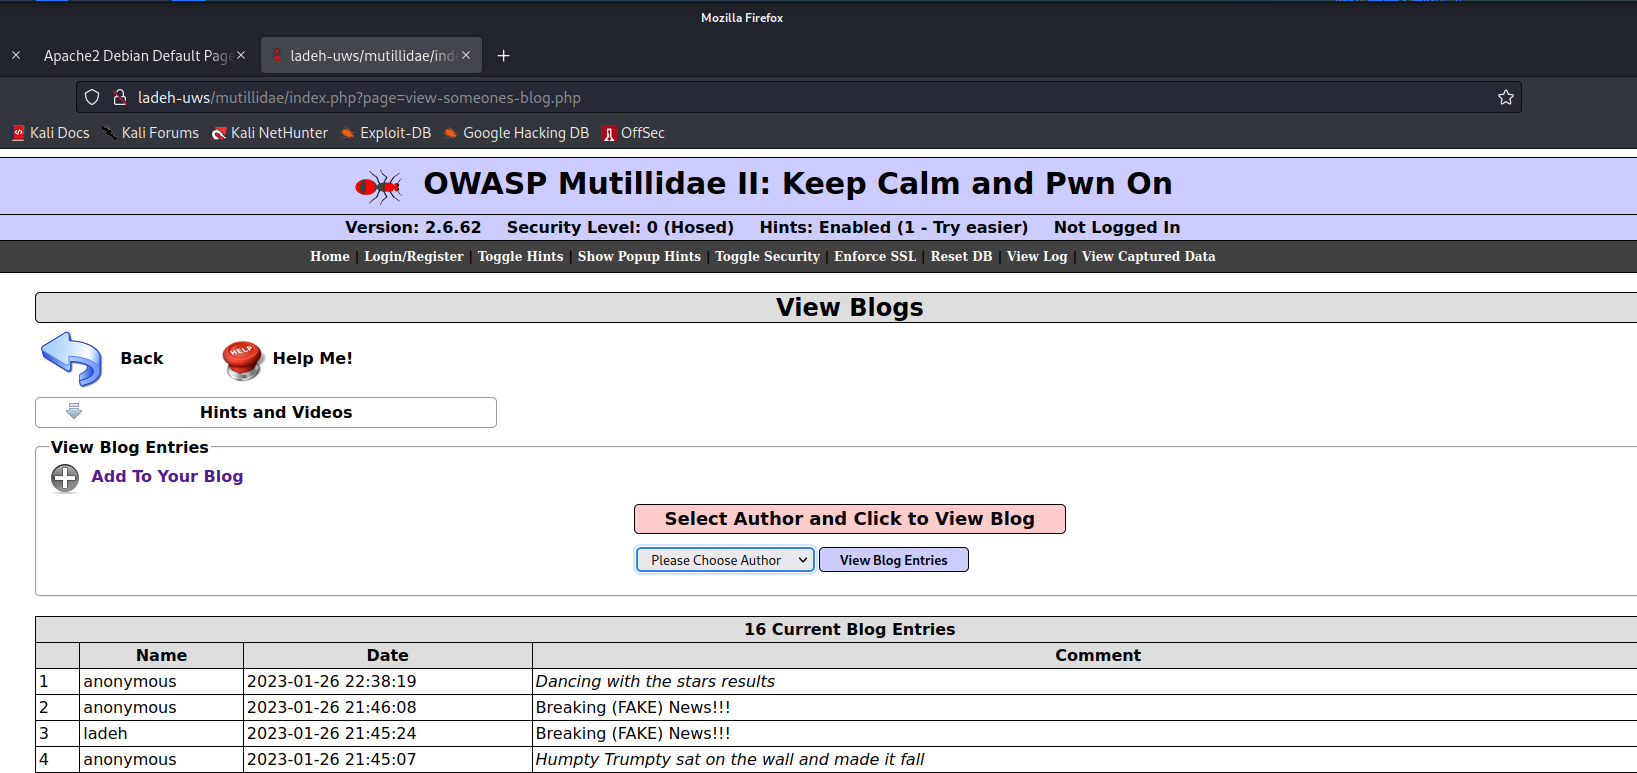 Mozilla Firefox
Apache2 Debian Default Page
ladeh-uws/mutillidae/ind
ladeh-uws/mutillidae/index.php?page=view-someones-blog.php
Kali Docs Kali Forums Kali NetHunter Exploit-DB Google Hacking DB OffSec
OWASP Mutillidae II: Keep Calm and Pwn On
Version: 2.6.62 Security Level: 0 (Hosed) Hints: Enabled (1 - Try easier) Not Logged In
Home | Login/Register | Toggle Hints | Show Popup Hints | Toggle Security | Enforce SSL | Reset DB | View Log | View Captured Data
View Blogs
Back HELP Help Me!
Hints and Videos
View Blog Entries
Add To Your Blog
Select Author and Click to View Blog
Please Choose Author View Blog Entries
16 Current Blog Entries
Name Date Comment
1 anonymous 2023-01-26 22:38:19 Dancing with the stars results
2 anonymous 2023-01-26 21:46:08 Breaking (FAKE) News!!!
3 ladeh 2023-01-26 21:45:24 Breaking (FAKE) News!!!
4 anonymous 2023-01-26 21:45:07 Humpty Trumpty sat on the wall and made it fall